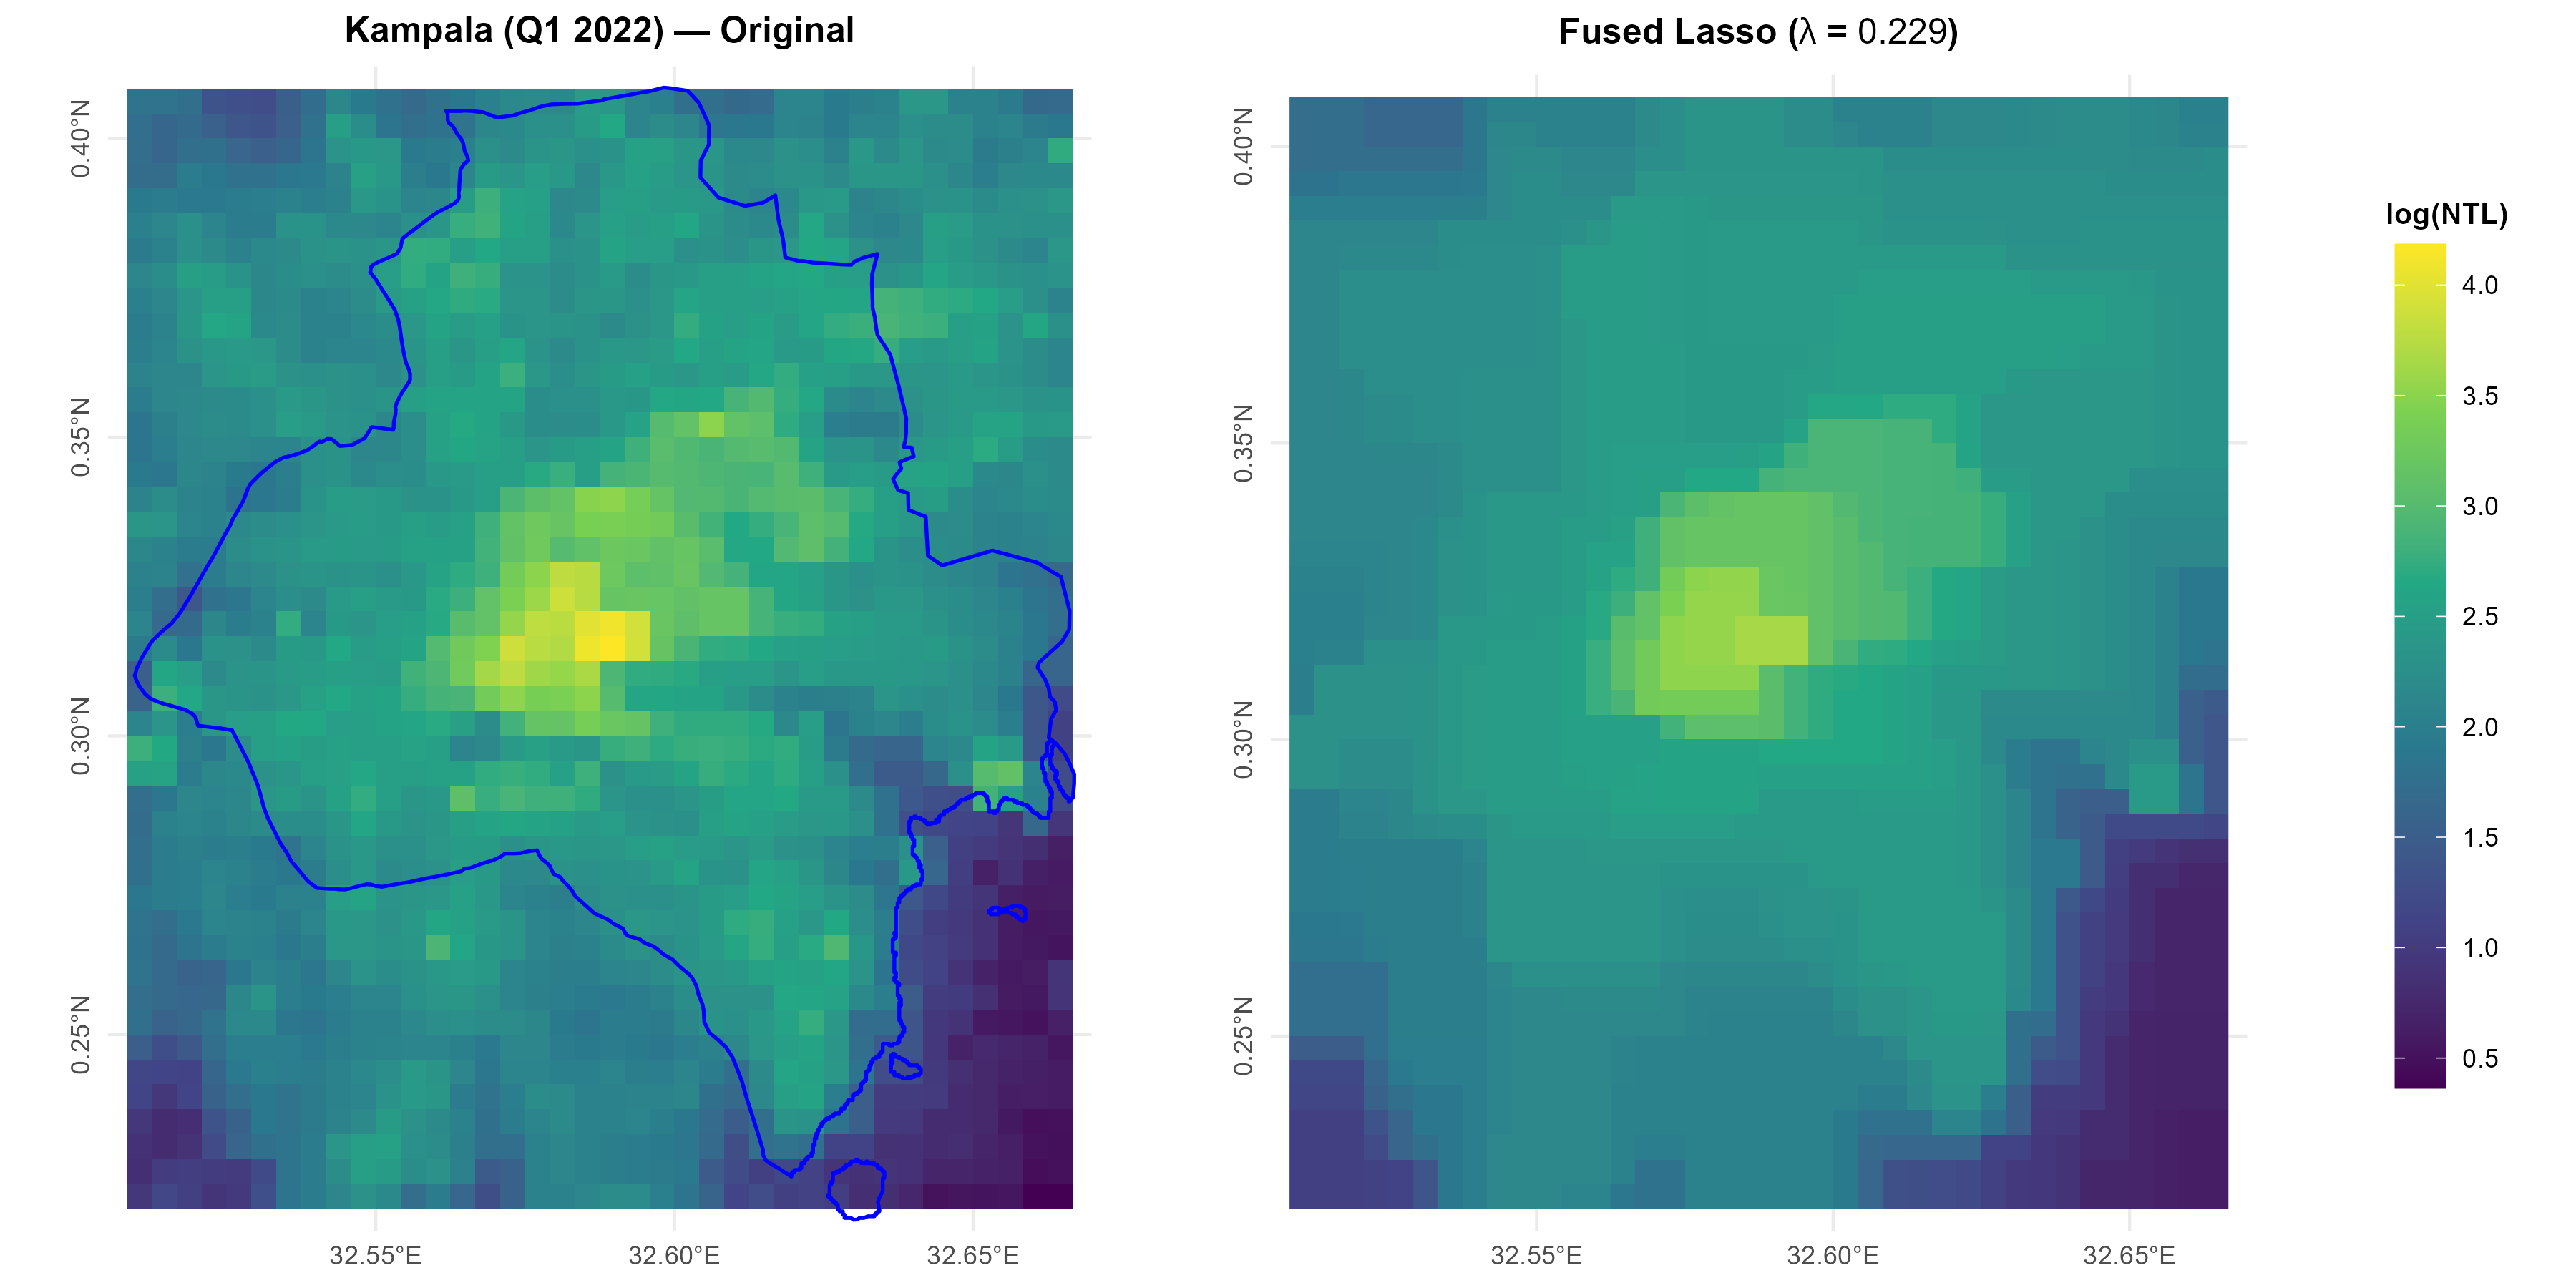 Kampala (Q1 2022) — Original
0.40°N
0.35°N
0.30°N
0.25°N
32.55°E
32.60°E
32.65°E
Fused Lasso (λ = 0.229)
0.40°N
0.35°N
0.30°N
0.25°N
32.55°E
32.60°E
32.65°E
log(NTL)
4.0
3.5
3.0
2.5
2.0
1.5
1.0
0.5